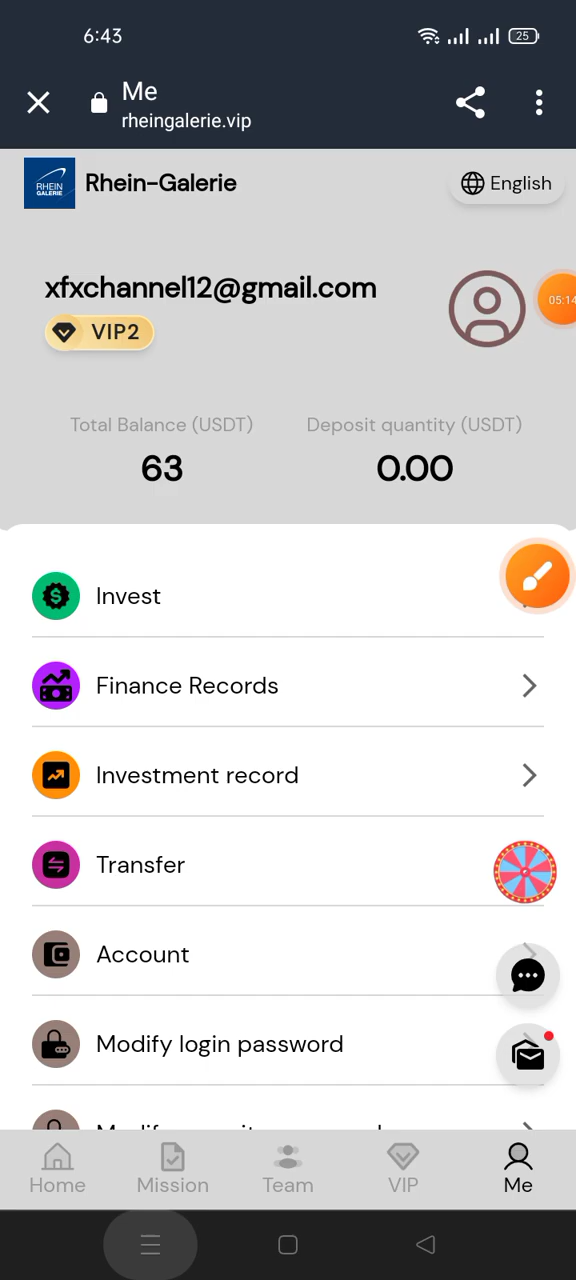 6:43
25
Me
rheingalerie.vip
RHEIN
GALERIE
Rhein-Galerie
English
xfxchannel12@gmail.com
05:14
VIP2
Total Balance (USDT)
Deposit quantity (USDT)
63
0.00
Invest
Finance Records
Investment record
Transfer
Account
Modify login password
Home
Mission
Team
VIP
Me